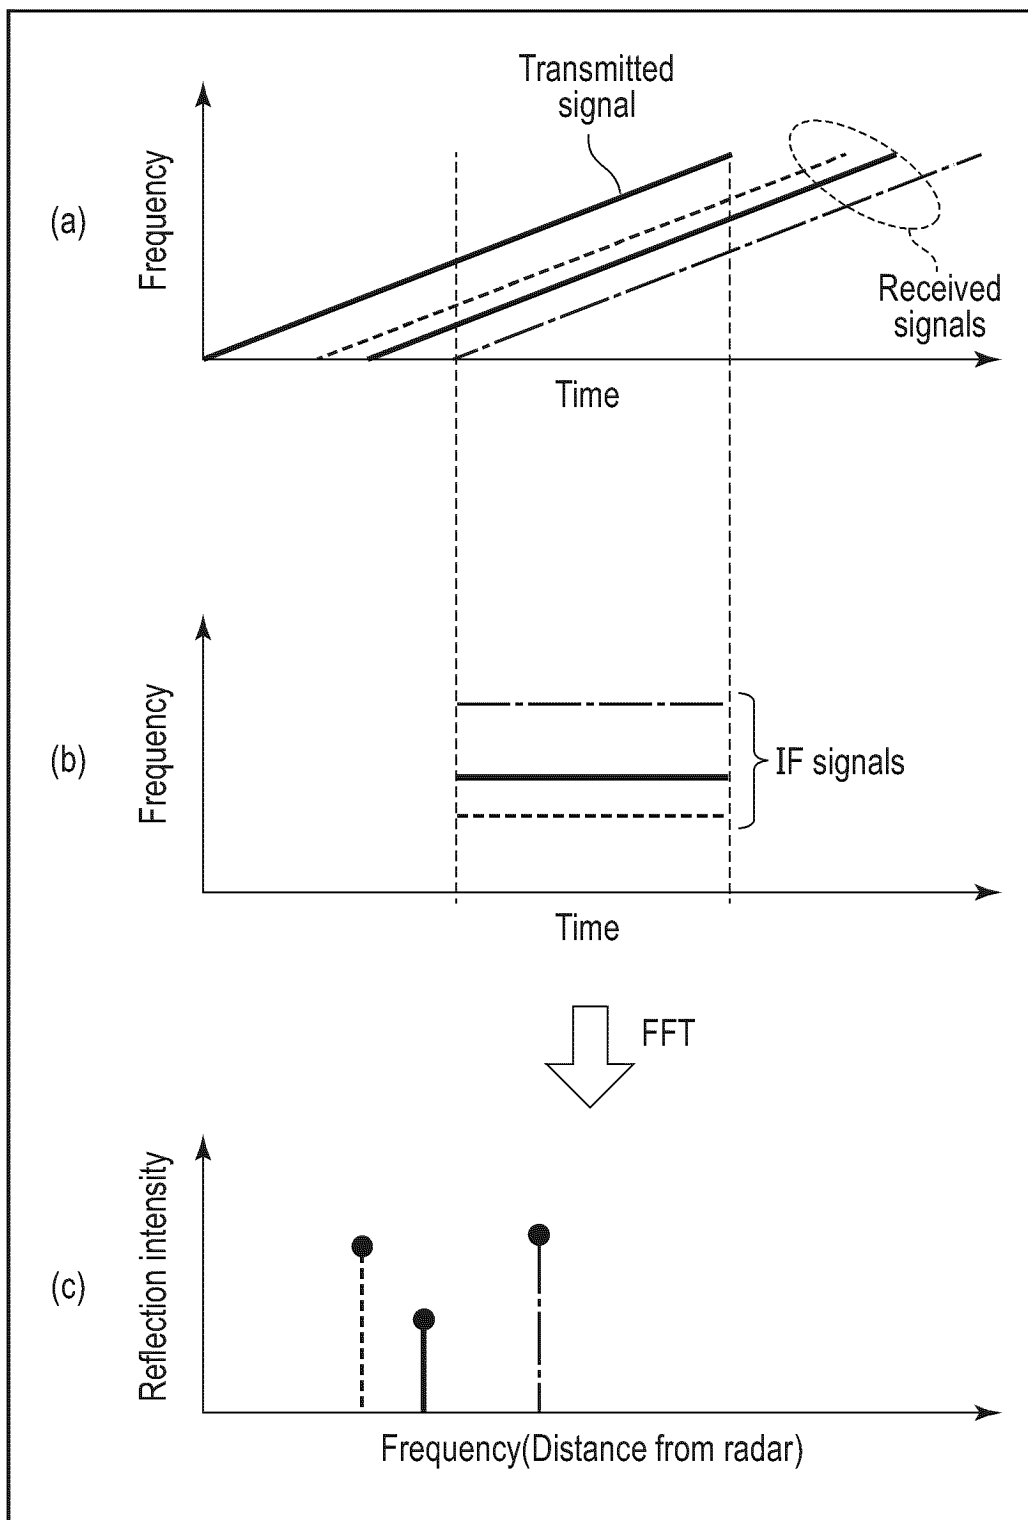 Transmitted
signal
Frequency
(a)
Received
signals
Time
Frequency
(b)
IF signals
Time
FFT
Reflection intensity
(c)
Frequency(Distance from radar)